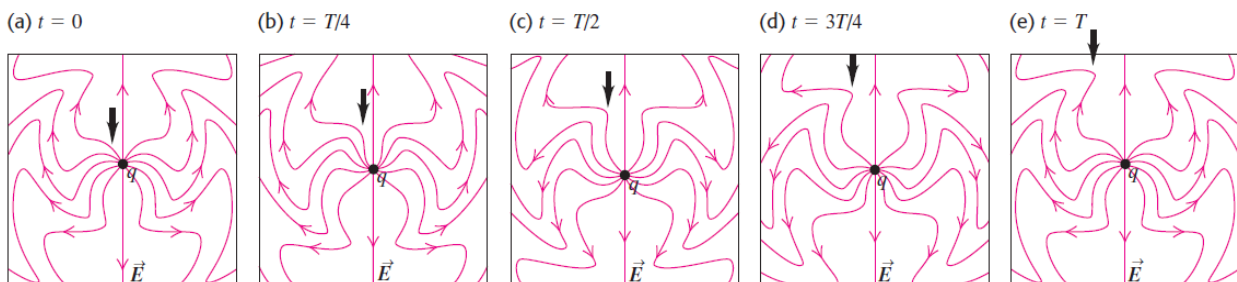 (a) t = 0
(b) t = T/4
(c) t = T/2
(d) t = 3T/4
(e) t = T
q
q
q
q
q
E⃗
E⃗
E⃗
E⃗
E⃗